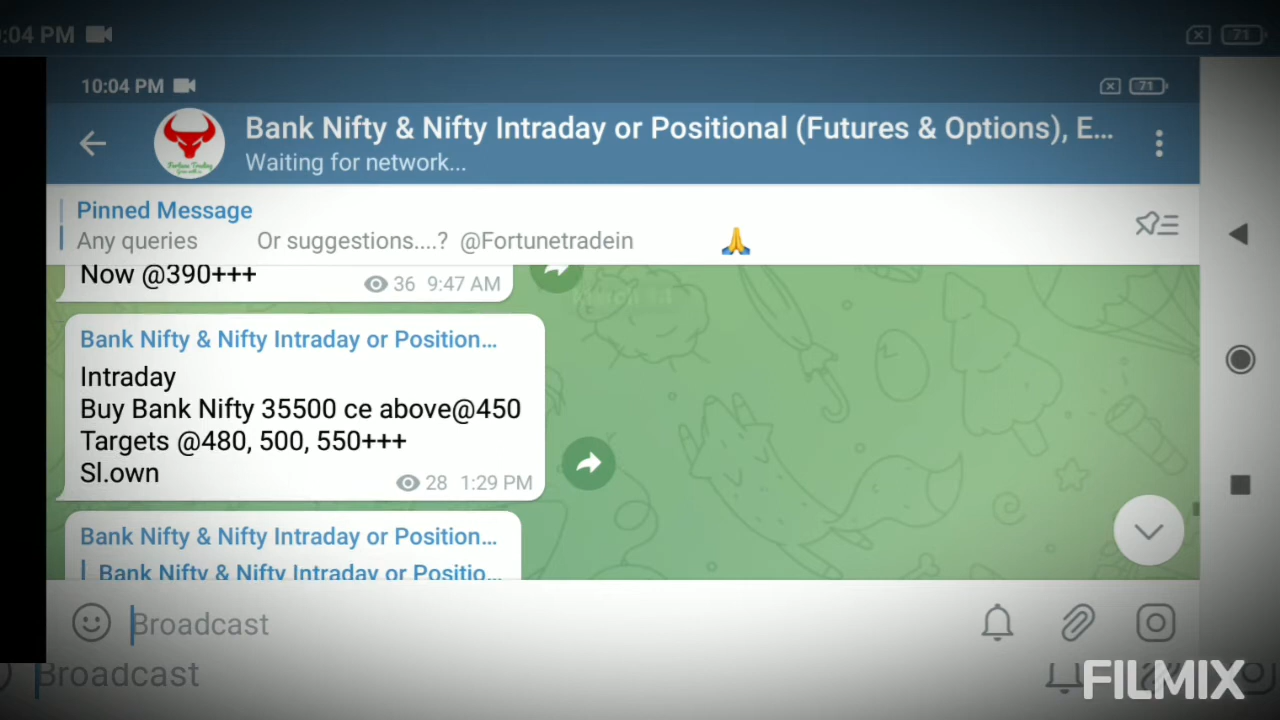 :04 PM
71
10:04 PM
71
Bank Nifty & Nifty Intraday or Positional (Futures & Options), E...
Waiting for network...
Fortune Trading
Pinned Message
Any queries Or suggestions....? @Fortunetradein 🙏
Now @390+++
36 9:47 AM
Bank Nifty & Nifty Intraday or Position...
Intraday
Buy Bank Nifty 35500 ce above@450
Targets @480, 500, 550+++
Sl.own
28 1:29 PM
Bank Nifty & Nifty Intraday or Position...
Bank Nifty & Nifty Intraday or Positio...
Broadcast
Broadcast
FILMIX